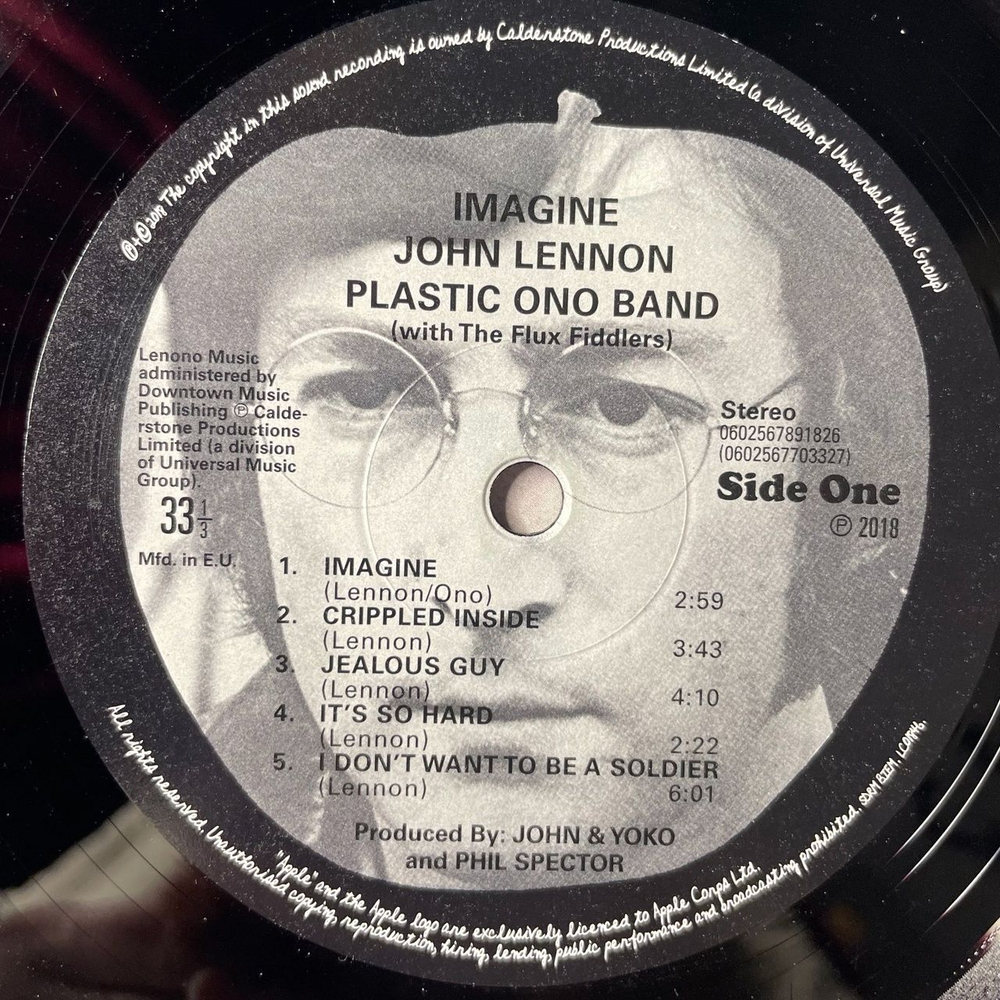 ℗+© 2018 The copyright in this sound recording is owned by Calderstone Productions Limited (a division of Universal Music Group)
IMAGINE
JOHN LENNON
PLASTIC ONO BAND
(with The Flux Fiddlers)
Lenono Music
administered by
Downtown Music
Publishing ℗ Calde-
rstone Productions
Limited (a division
of Universal Music
Group).
33 1/3
Mfd. in E.U.
Stereo
0602567891826
(0602567703327)
Side One
℗ 2018
1. IMAGINE
(Lennon/Ono) 2:59
2. CRIPPLED INSIDE
(Lennon) 3:43
3. JEALOUS GUY
(Lennon) 4:10
4. IT'S SO HARD
(Lennon) 2:22
5. I DON'T WANT TO BE A SOLDIER
(Lennon) 6:01
Produced By: JOHN & YOKO
and PHIL SPECTOR
"Apple" and the Apple logo are exclusively licenced to Apple Corps Ltd.
All rights reserved. Unauthorised copying, reproduction, hiring, lending, public performance and broadcasting prohibited. SDRM BIEM. LC01846.